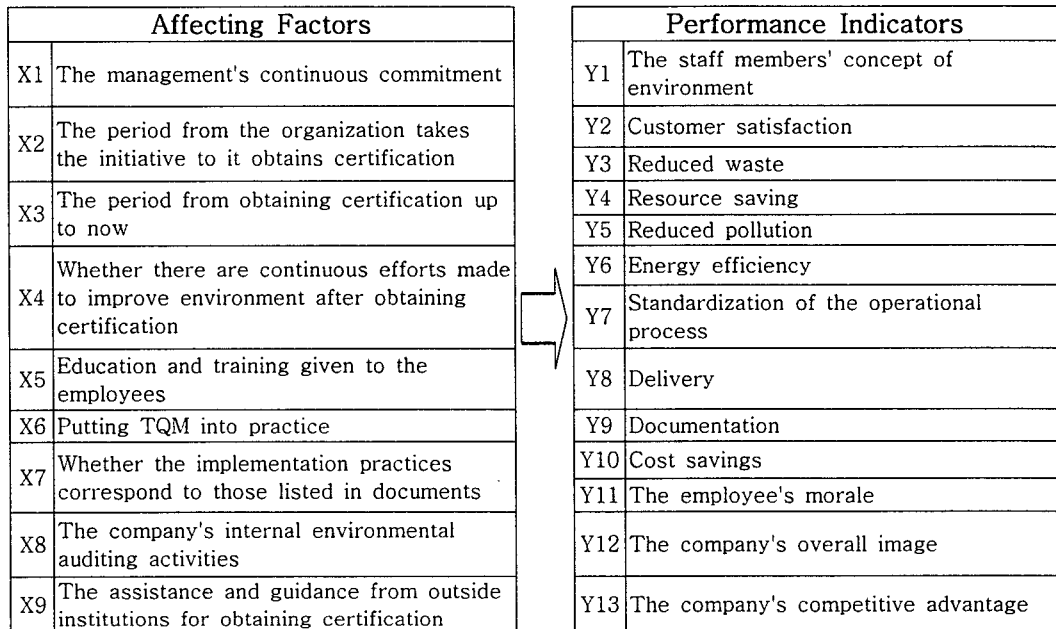 Affecting Factors
X1 The management's continuous commitment
X2 The period from the organization takes
the initiative to it obtains certification
X3 The period from obtaining certification up
to now
X4 Whether there are continuous efforts made
to improve environment after obtaining
certification
X5 Education and training given to the
employees
X6 Putting TQM into practice
X7 Whether the implementation practices
correspond to those listed in documents
X8 The company's internal environmental
auditing activities
X9 The assistance and guidance from outside
institutions for obtaining certification
Performance Indicators
Y1 The staff members' concept of
environment
Y2 Customer satisfaction
Y3 Reduced waste
Y4 Resource saving
Y5 Reduced pollution
Y6 Energy efficiency
Y7 Standardization of the operational
process
Y8 Delivery
Y9 Documentation
Y10 Cost savings
Y11 The employee's morale
Y12 The company's overall image
Y13 The company's competitive advantage